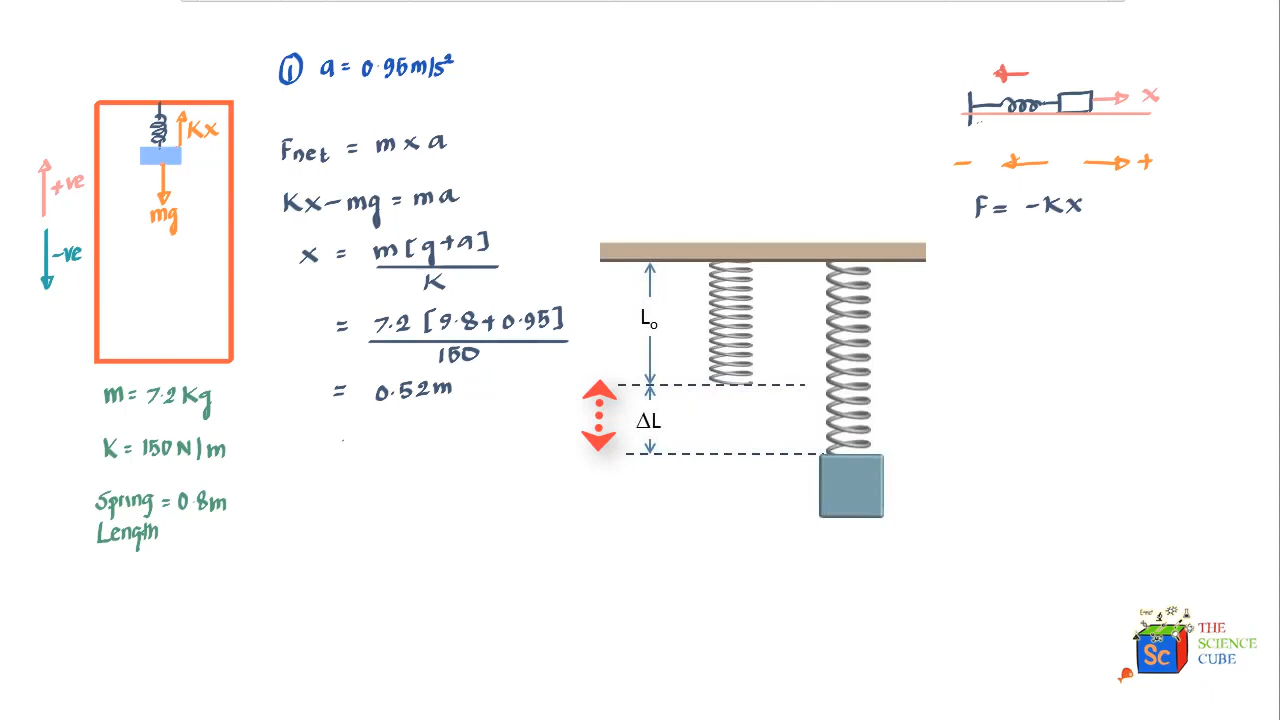 ① a = 0.95 m/s²
Fnet = m x a
Kx - mg = ma
x = m[g+a]
K
= 7.2 [9.8 + 0.95]
150
= 0.52m
Kx
mg
+ve
-ve
m = 7.2 Kg
K = 150 N/m
Spring = 0.8m
Length
Lo
ΔL
x
- +
F = -Kx
Sc
THE
SCIENCE
CUBE